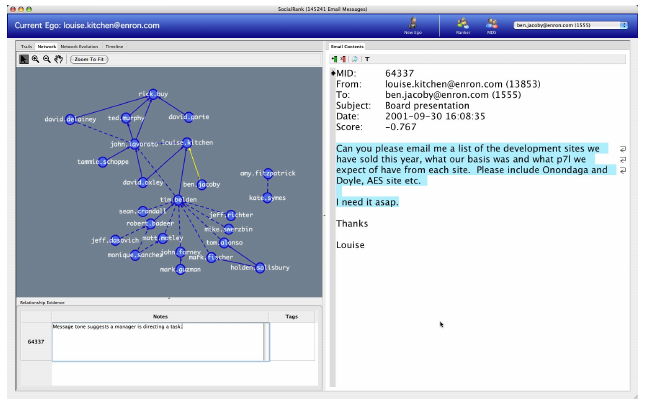 SocialRank (145241 Email Messages)
Current Ego: louise.kitchen@enron.com
New Ego
Ranker
MDS
ben.jacoby@enron.com (1555)
Trails Network Network Evolution Timeline
Zoom To Fit
rick.buy
david.delainey
ted.murphy
david.porte
john.lavorato
louise.kitchen
tammie.schoppe
amy.fitzpatrick
david.oxley
ben.jacoby
kate.symes
tim.belden
sean.crandall
jeff.richter
robert.badeer
mike.swerzbin
jeff.dasovich
matt.motley
tom.alonso
monique.sanchez
john.forney
mark.fischer
mark.guzman
holden.salisbury
Relationship Evidence
Notes Tags
64337
Message tone suggests a manager is directing a task.
Email Contents
T
MID: 64337
From: louise.kitchen@enron.com (13853)
To: ben.jacoby@enron.com (1555)
Subject: Board presentation
Date: 2001-09-30 16:08:35
Score: -0.767
Can you please email me a list of the development sites we
have sold this year, what our basis was and what p7l we
expect of have from each site. Please include Onondaga and
Doyle, AES site etc.
I need it asap.
Thanks
Louise